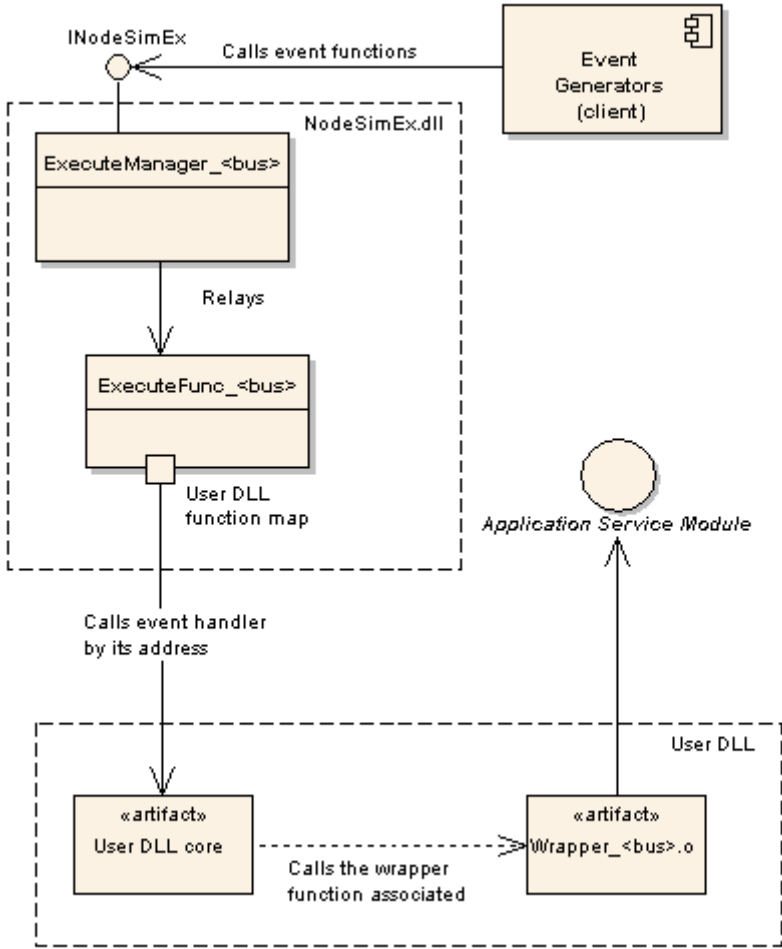 INodeSimEx
Calls event functions
Event
Generators
(client)
NodeSimEx.dll
ExecuteManager_<bus>
Relays
ExecuteFunc_<bus>
User DLL
function map
Application Service Module
Calls event handler
by its address
User DLL
«artifact»
User DLL core
«artifact»
Wrapper_<bus>.o
Calls the wrapper
function associated